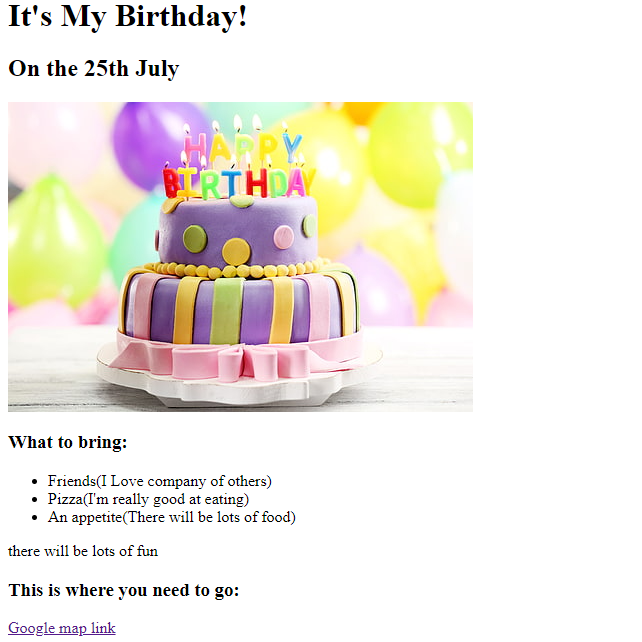 It's My Birthday!
On the 25th July
HAPPY
BIRTHDAY
What to bring:
Friends(I Love company of others)
Pizza(I'm really good at eating)
An appetite(There will be lots of food)
there will be lots of fun
This is where you need to go:
Google map link